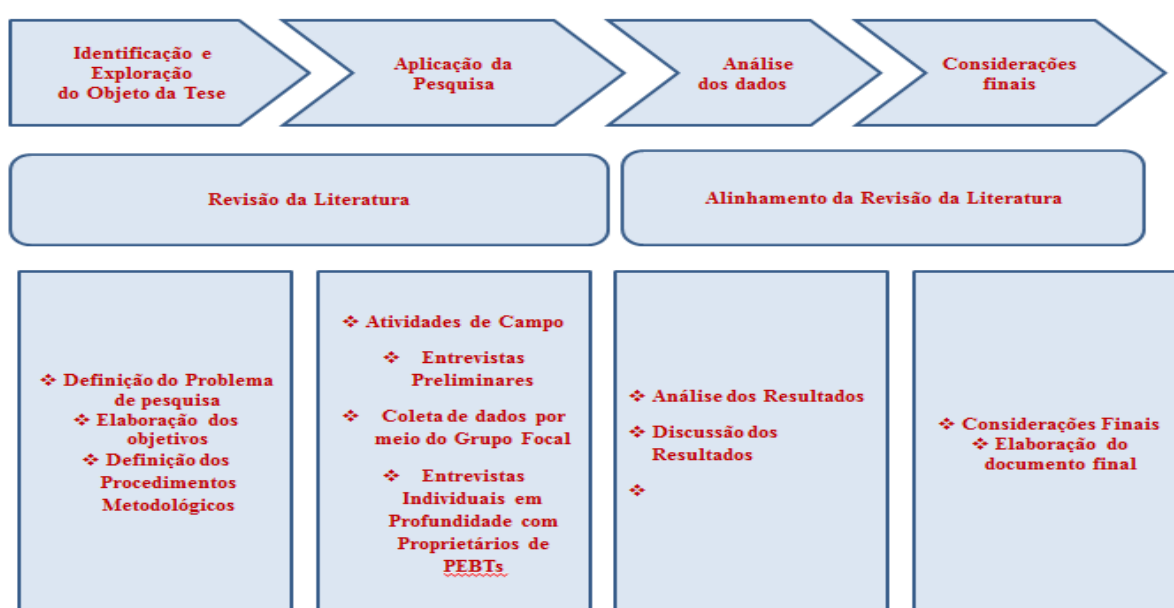 Identificação e
Exploração
do Objeto da Tese
Aplicação da
Pesquisa
Análise
dos dados
Considerações
finais
Revisão da Literatura
Alinhamento da Revisão da Literatura
❖ Definição do Problema
de pesquisa
❖ Elaboração dos
objetivos
❖ Definição dos
Procedimentos
Metodológicos
❖ Atividades de Campo
❖ Entrevistas
Preliminares
❖ Coleta de dados por
meio do Grupo Focal
❖ Entrevistas
Individuais em
Profundidade com
Proprietários de
PEBTs
❖ Análise dos Resultados
❖ Discussão dos
Resultados
❖
❖ Considerações Finais
❖ Elaboração do
documento final